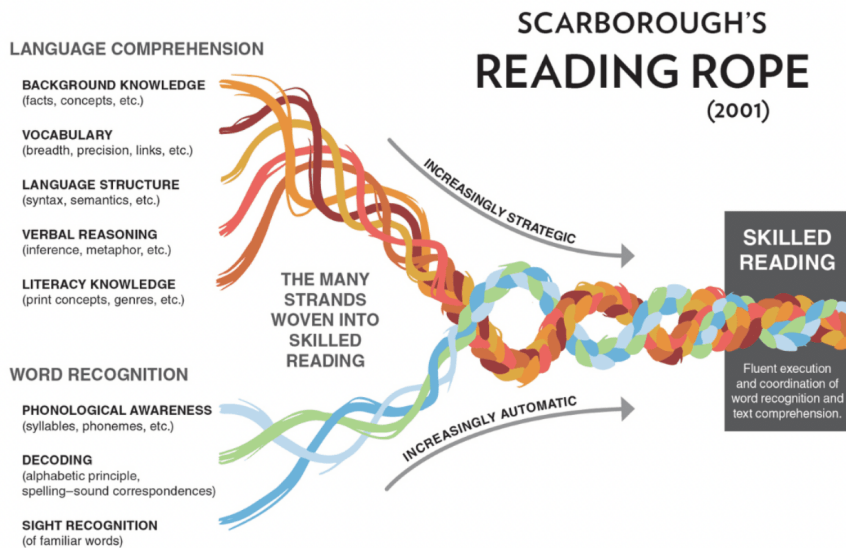 SCARBOROUGH'S
READING ROPE
(2001)
LANGUAGE COMPREHENSION
BACKGROUND KNOWLEDGE
(facts, concepts, etc.)
VOCABULARY
(breadth, precision, links, etc.)
LANGUAGE STRUCTURE
(syntax, semantics, etc.)
VERBAL REASONING
(inference, metaphor, etc.)
LITERACY KNOWLEDGE
(print concepts, genres, etc.)
THE MANY
STRANDS
WOVEN INTO
SKILLED
READING
WORD RECOGNITION
PHONOLOGICAL AWARENESS
(syllables, phonemes, etc.)
DECODING
(alphabetic principle,
spelling–sound correspondences)
SIGHT RECOGNITION
(of familiar words)
INCREASINGLY STRATEGIC
INCREASINGLY AUTOMATIC
SKILLED
READING
Fluent execution
and coordination of
word recognition and
text comprehension.